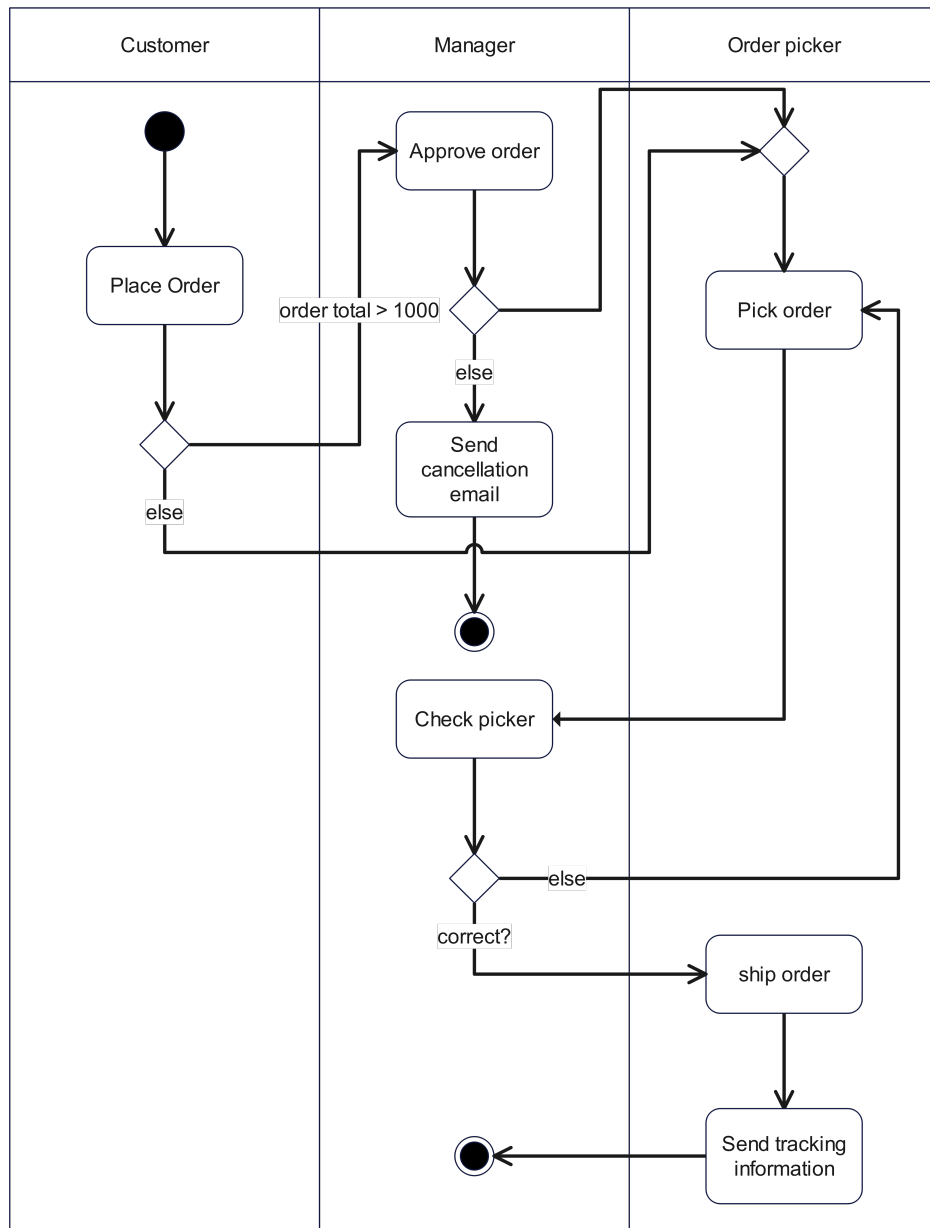 Customer
Manager
Order picker
Approve order
Place Order
order total > 1000
Pick order
else
Send
cancellation
email
else
Check picker
else
correct?
ship order
Send tracking
information